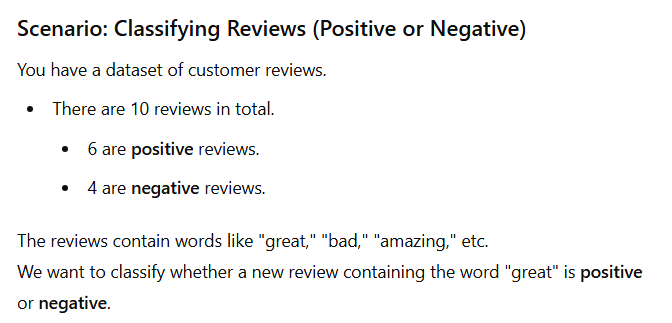 Scenario: Classifying Reviews (Positive or Negative)
You have a dataset of customer reviews.
• There are 10 reviews in total.
• 6 are positive reviews.
• 4 are negative reviews.
The reviews contain words like "great," "bad," "amazing," etc.
We want to classify whether a new review containing the word "great" is positive
or negative.